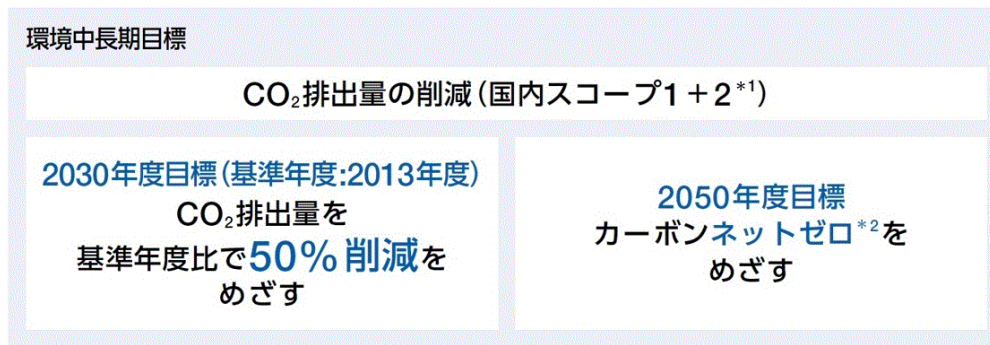 環境中長期目標
CO₂排出量の削減（国内スコープ1＋2*1）
2030年度目標（基準年度:2013年度）
CO₂排出量を
基準年度比で50％削減を
めざす
2050年度目標
カーボンネットゼロ*2を
めざす